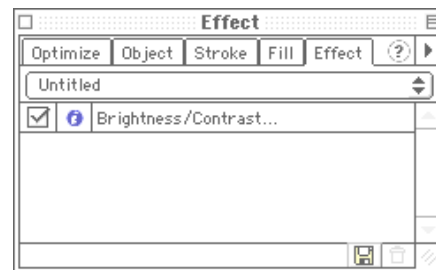 Effect
Optimize Object Stroke Fill Effect ?
Untitled
Brightness/Contrast...